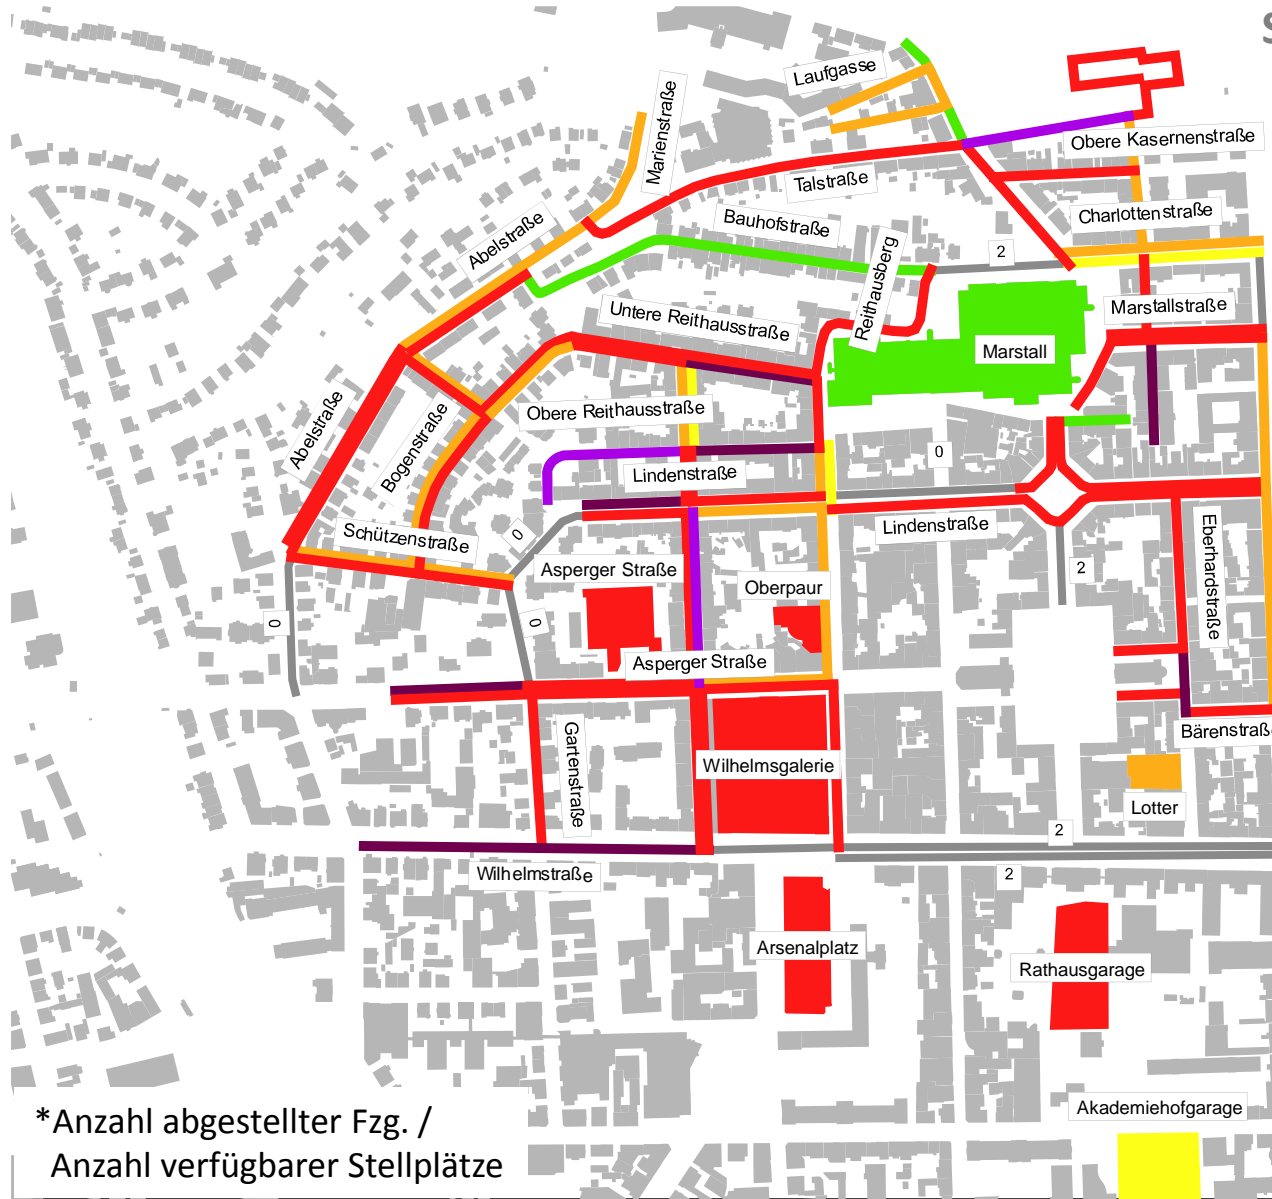 S
Laufgasse
Marienstraße
Obere Kasernenstraße
Talstraße
Charlottenstraße
Bauhofstraße
Abelstraße
2
Reithausberg
Marstallstraße
Untere Reithausstraße
Marstall
Obere Reithausstraße
Abelstraße
Bogenstraße
0
Lindenstraße
Lindenstraße
Eberhardstraße
Schützenstraße
0
Asperger Straße
2
Oberpaur
0
0
Asperger Straße
Bärenstraße
Gartenstraße
Wilhelmsgalerie
Lotter
2
Wilhelmstraße
2
Arsenalplatz
Rathausgarage
Akademiehofgarage
*Anzahl abgestellter Fzg. /
Anzahl verfügbarer Stellplätze